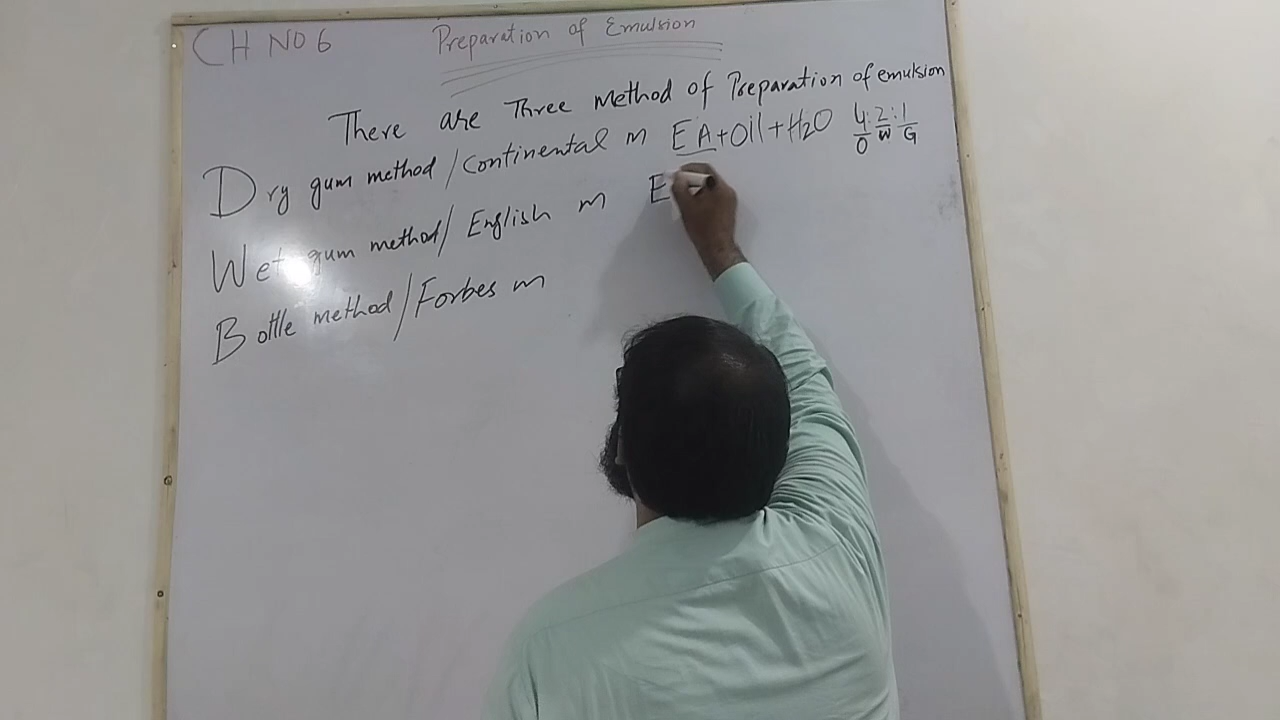 CH NO 6 Preparation of Emulsion
There are Three Method of Preparation of emulsion
Dry gum method / Continental m EA + Oil + H2O 4:2:1
O W G
Wet gum method / English m E
Bottle method / Forbes m